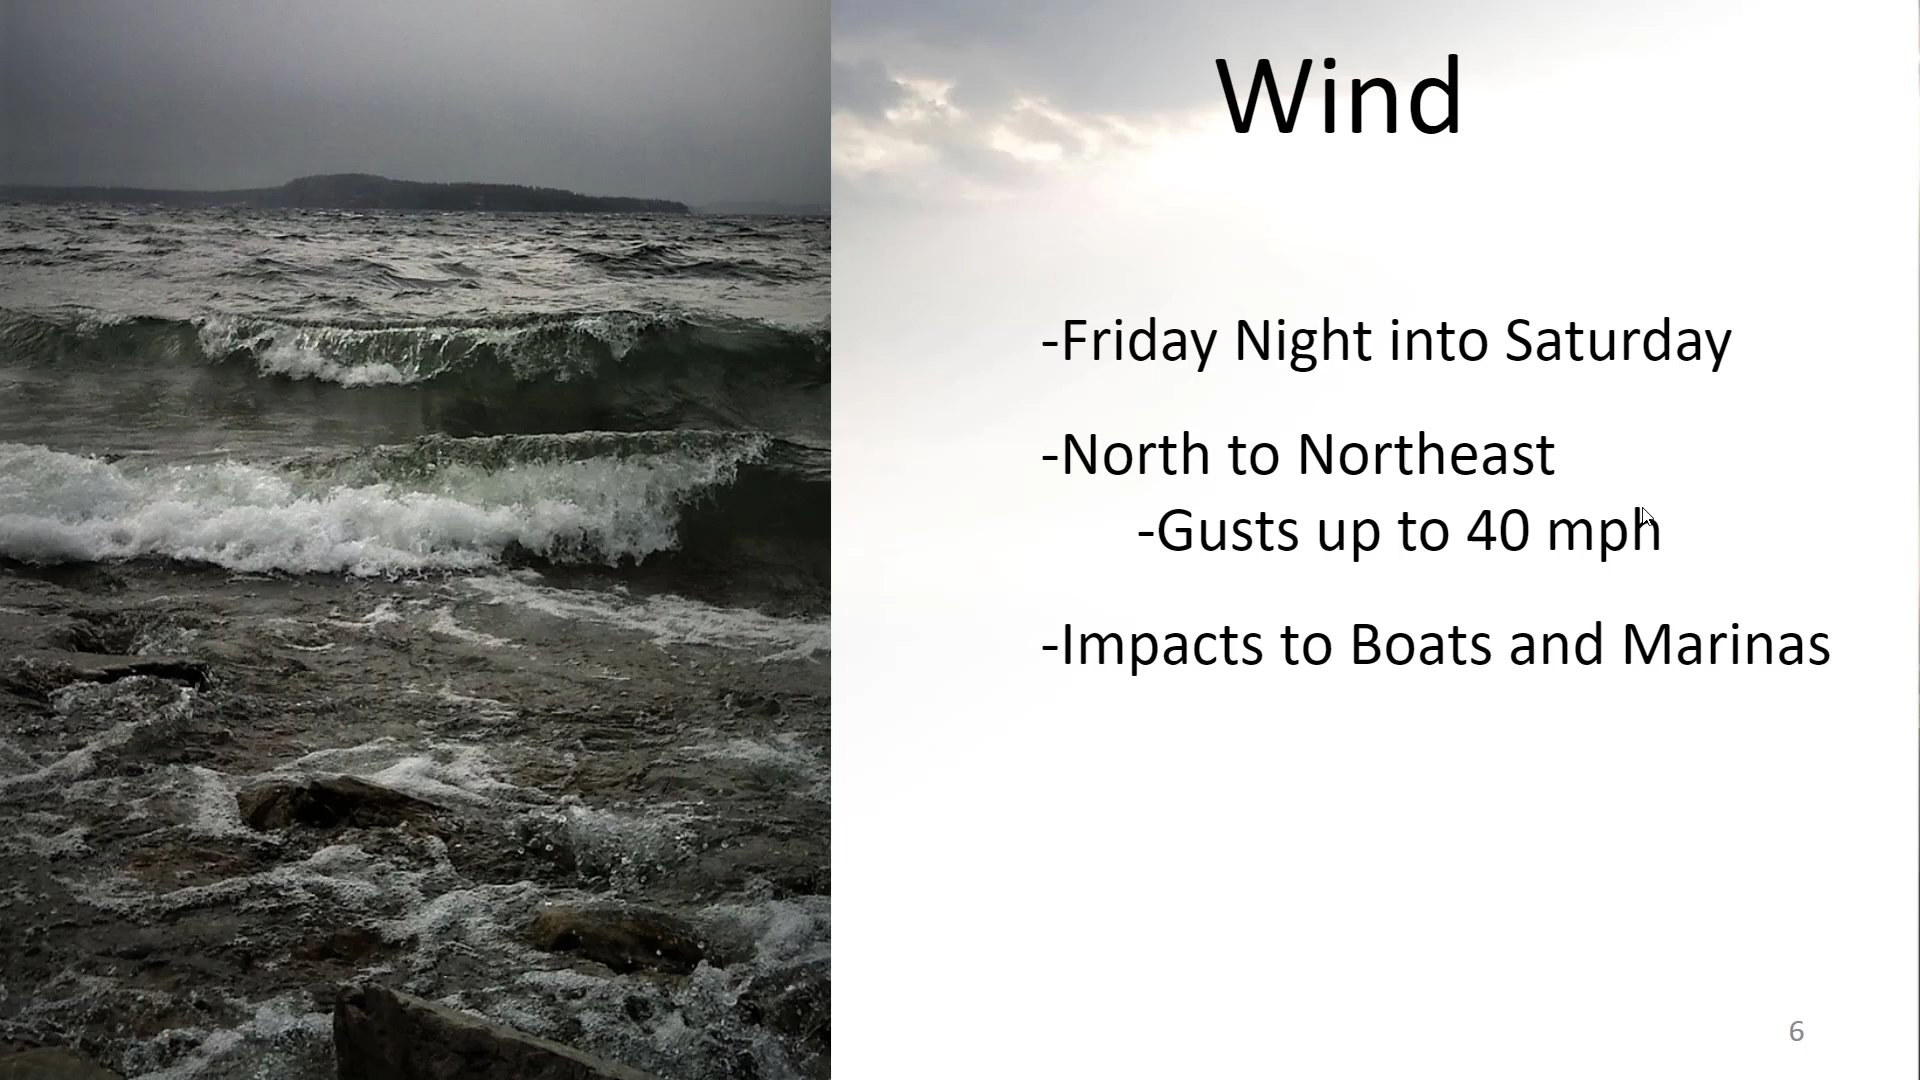 Wind
-Friday Night into Saturday
-North to Northeast
-Gusts up to 40 mph
-Impacts to Boats and Marinas
6